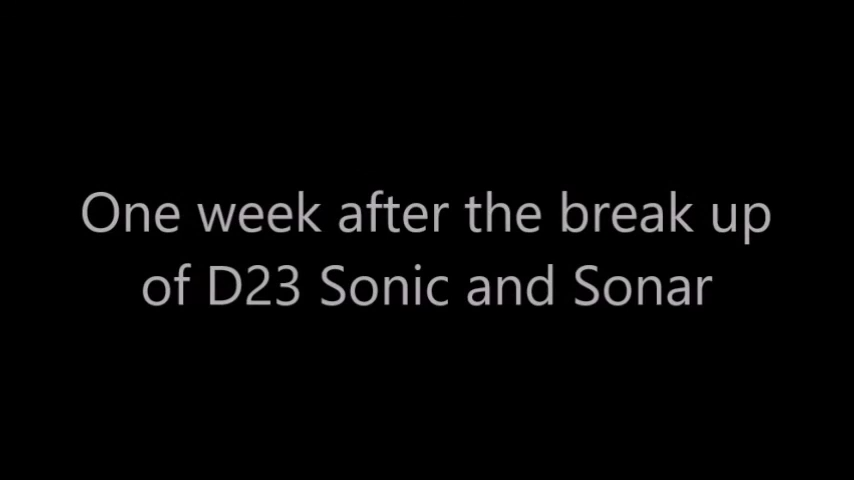 One week after the break up
of D23 Sonic and Sonar